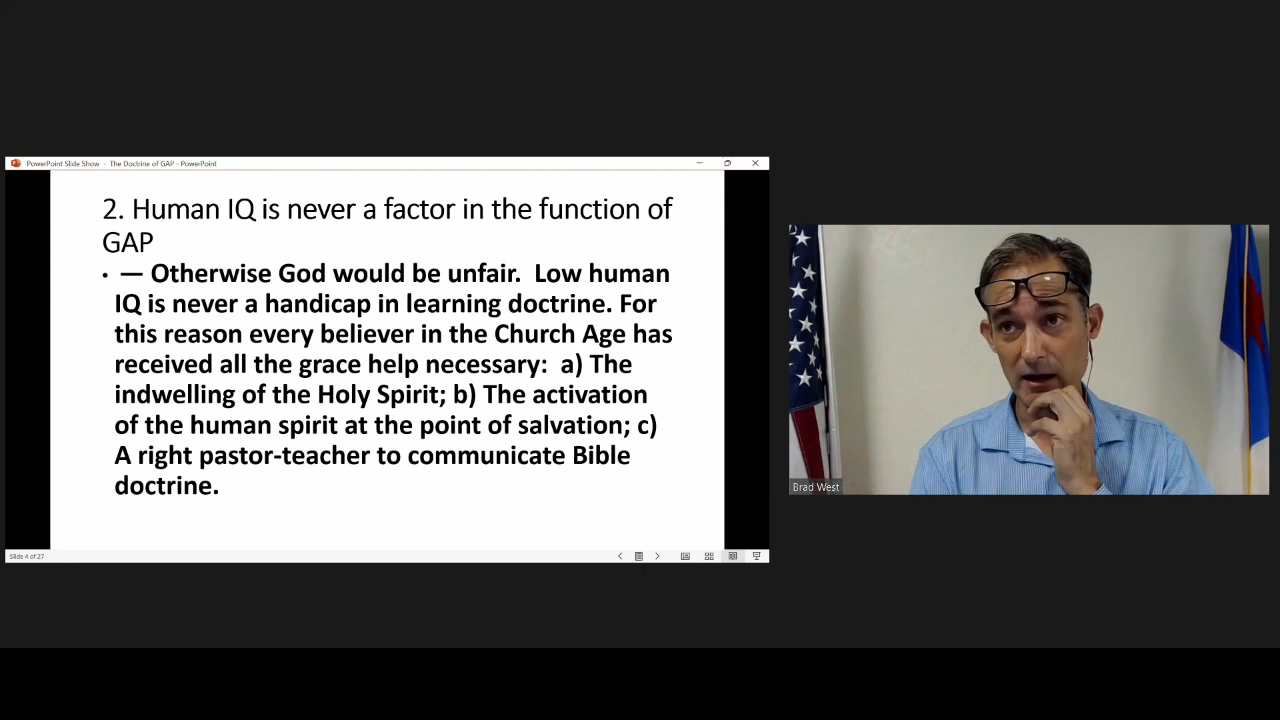 PowerPoint Slide Show - The Doctrine of GAP - PowerPoint
2. Human IQ is never a factor in the function of
GAP
• — Otherwise God would be unfair. Low human
IQ is never a handicap in learning doctrine. For
this reason every believer in the Church Age has
received all the grace help necessary: a) The
indwelling of the Holy Spirit; b) The activation
of the human spirit at the point of salvation; c)
A right pastor-teacher to communicate Bible
doctrine.
Slide 4 of 27
Brad West